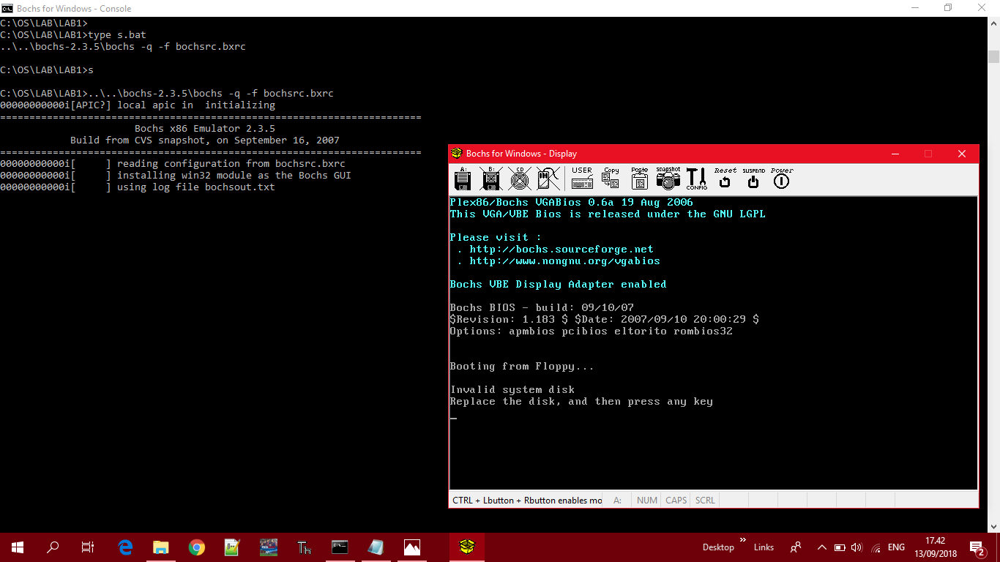 Bochs for Windows - Console
C:\OS\LAB\LAB1>
C:\OS\LAB\LAB1>type s.bat
..\..\bochs-2.3.5\bochs -q -f bochsrc.bxrc
C:\OS\LAB\LAB1>s
C:\OS\LAB\LAB1>..\..\bochs-2.3.5\bochs -q -f bochsrc.bxrc
00000000000i[APIC?] local apic in  initializing
========================================================================
Bochs x86 Emulator 2.3.5
Build from CVS snapshot, on September 16, 2007
========================================================================
00000000000i[     ] reading configuration from bochsrc.bxrc
00000000000i[     ] installing win32 module as the Bochs GUI
00000000000i[     ] using log file bochsout.txt
Bochs for Windows - Display
A: B: CD USER Copy Paste snapshot T CONFIG Reset SUSPEND Power
Plex86/Bochs VGABios 0.6a 19 Aug 2006
This VGA/VBE Bios is released under the GNU LGPL
Please visit :
. http://bochs.sourceforge.net
. http://www.nongnu.org/vgabios
Bochs VBE Display Adapter enabled
Bochs BIOS - build: 09/10/07
$Revision: 1.183 $ $Date: 2007/09/10 20:00:29 $
Options: apmbios pcibios eltorito rombios32
Booting from Floppy...
Invalid system disk
Replace the disk, and then press any key
_
CTRL + Lbutton + Rbutton enables mo A: NUM CAPS SCRL
Desktop » Links ENG 17.42
13/09/2018 2